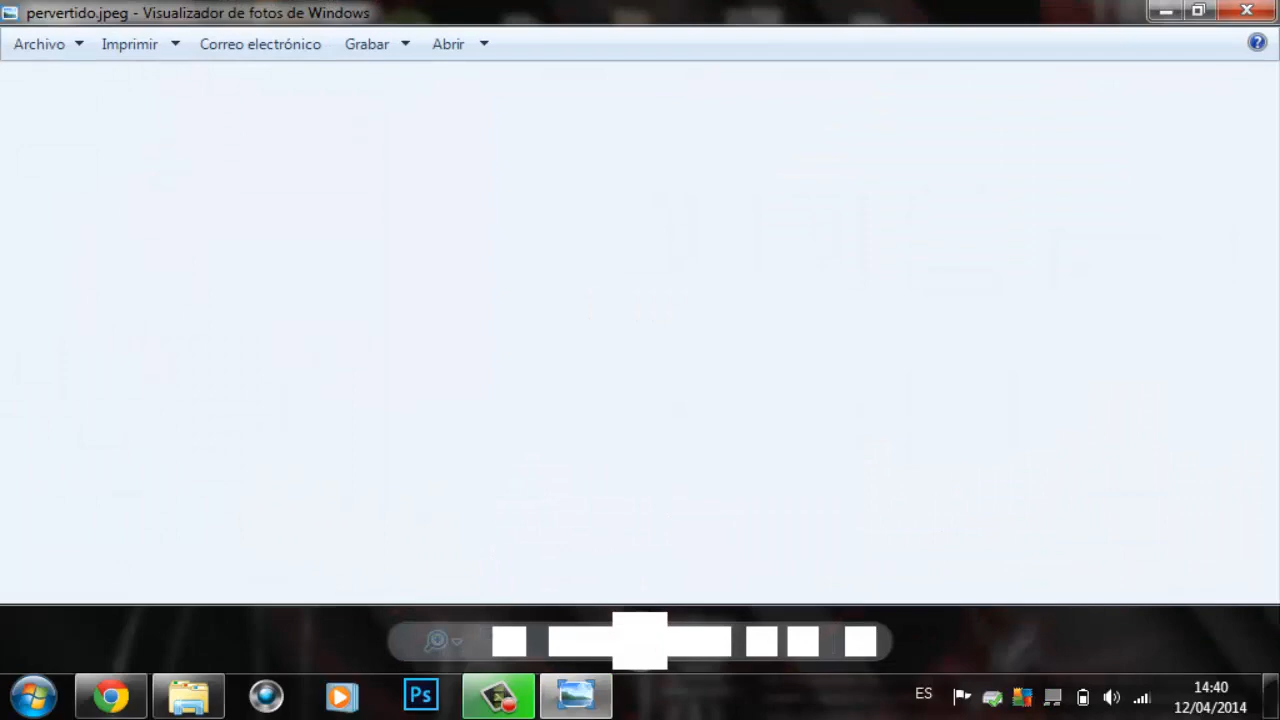 pervertido.jpeg - Visualizador de fotos de Windows
Archivo Imprimir Correo electrónico Grabar Abrir
Ps
ES
14:40
12/04/2014